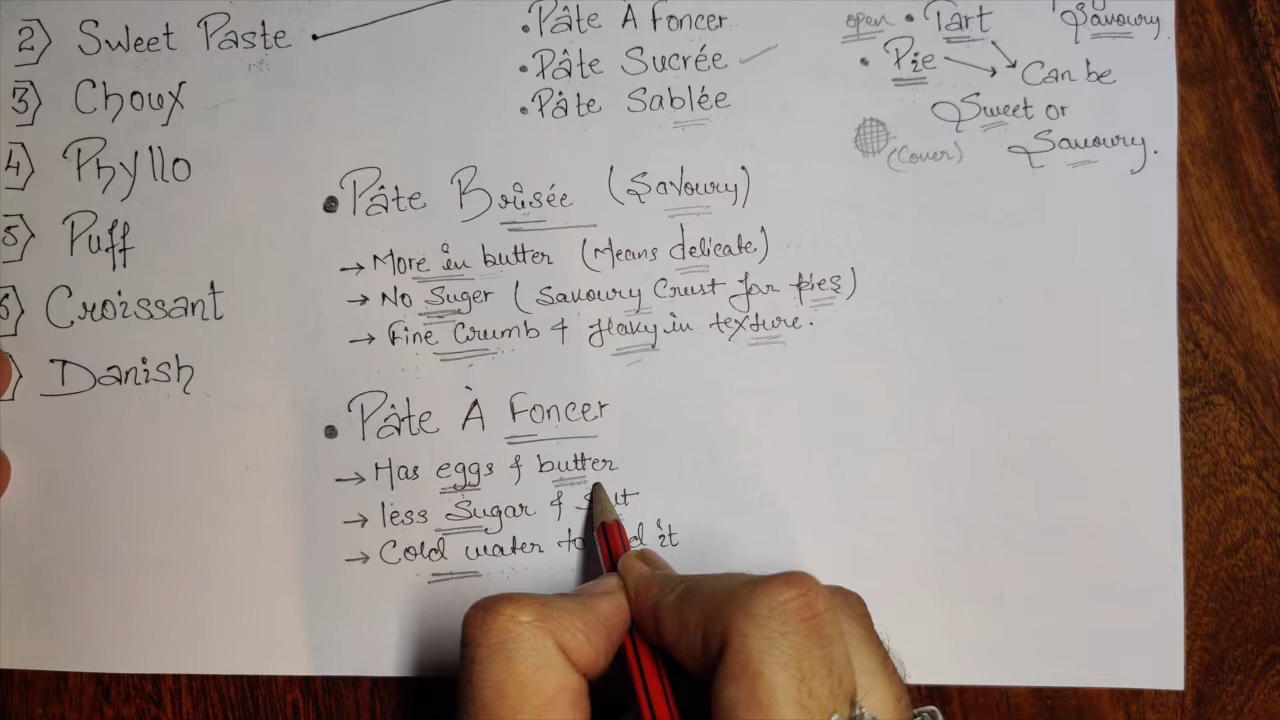 2) Sweet Paste
3) Choux
4) Phyllo
5) Puff
6) Croissant
) Danish
• Pâte A Foncer
• Pâte Sucrée
• Pâte Sablée
open • Tart Savoury
• Pie Can be
Sweet or
(Cover) Savoury.
• Pâte Brisée (Savoury)
→ More in butter (Means delicate)
→ No Suger (Savoury Crust for pies)
→ Fine Crumb & flaky in texture.
• Pâte À Foncer
→ Has eggs & butter
→ less Sugar &
→ Cold water to it